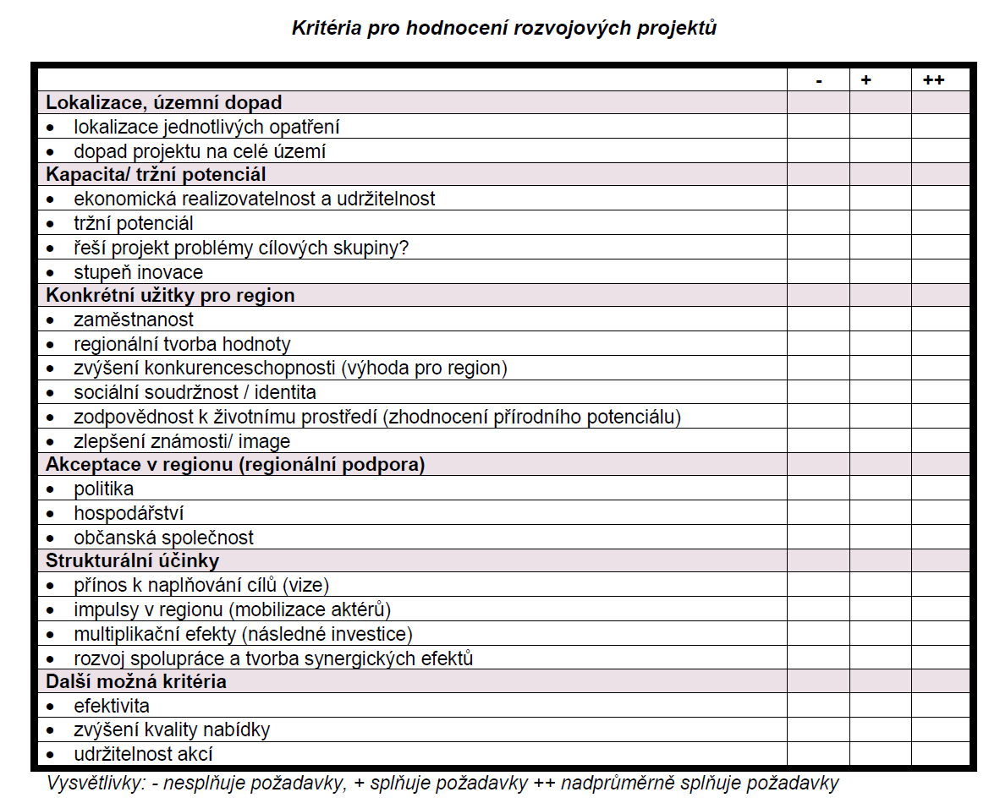 Kritéria pro hodnocení rozvojových projektů
- + ++
Lokalizace, územní dopad
• lokalizace jednotlivých opatření
• dopad projektu na celé území
Kapacita/ tržní potenciál
• ekonomická realizovatelnost a udržitelnost
• tržní potenciál
• řeší projekt problémy cílových skupiny?
• stupeň inovace
Konkrétní užitky pro region
• zaměstnanost
• regionální tvorba hodnoty
• zvýšení konkurenceschopnosti (výhoda pro region)
• sociální soudržnost / identita
• zodpovědnost k životnímu prostředí (zhodnocení přírodního potenciálu)
• zlepšení známosti/ image
Akceptace v regionu (regionální podpora)
• politika
• hospodářství
• občanská společnost
Strukturální účinky
• přínos k naplňování cílů (vize)
• impulsy v regionu (mobilizace aktérů)
• multiplikační efekty (následné investice)
• rozvoj spolupráce a tvorba synergických efektů
Další možná kritéria
• efektivita
• zvýšení kvality nabídky
• udržitelnost akcí
Vysvětlivky: - nesplňuje požadavky, + splňuje požadavky ++ nadprůměrně splňuje požadavky